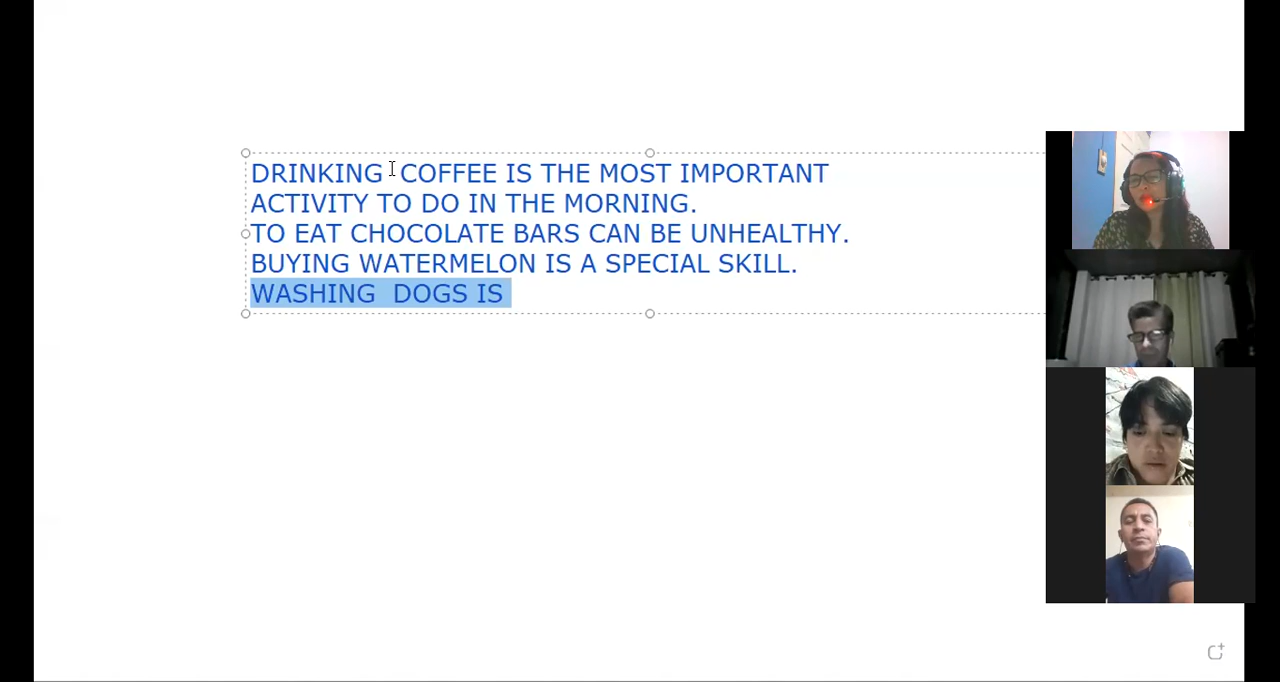 DRINKING  COFFEE IS THE MOST IMPORTANT
ACTIVITY TO DO IN THE MORNING.
TO EAT CHOCOLATE BARS CAN BE UNHEALTHY.
BUYING WATERMELON IS A SPECIAL SKILL.
WASHING  DOGS IS